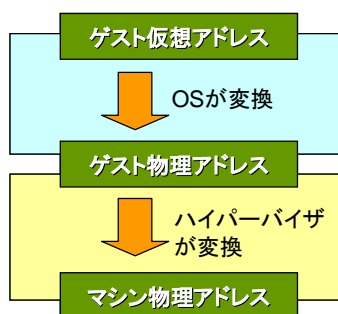 ゲスト仮想アドレス
OSが変換
ゲスト物理アドレス
ハイパーバイザ
が変換
マシン物理アドレス